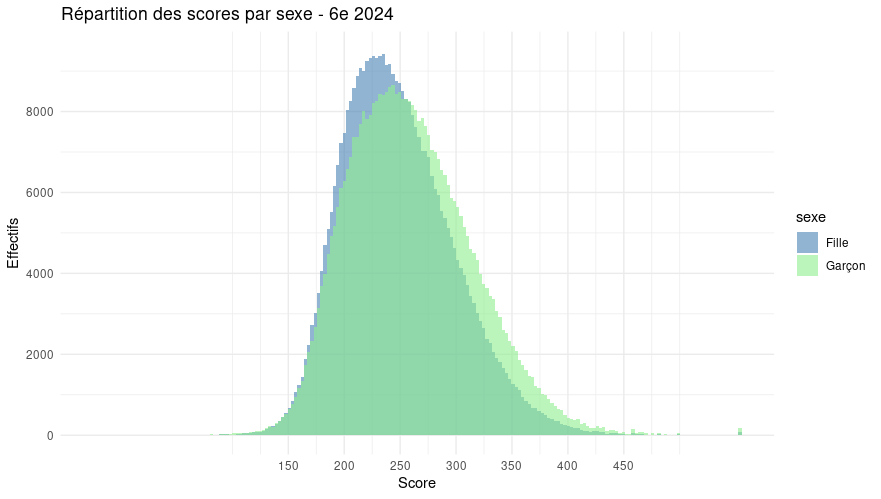 Répartition des scores par sexe - 6e 2024
Effectifs
8000
6000
4000
2000
0
150 200 250 300 350 400 450
Score
sexe
Fille
Garçon